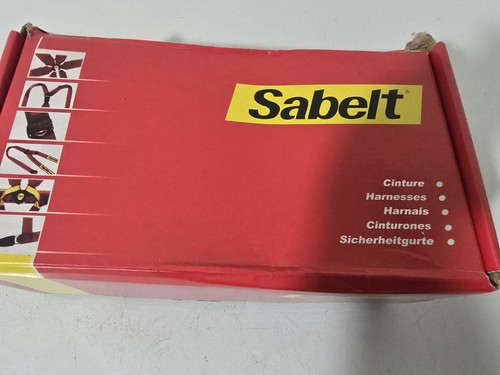 Sabelt
Cinture
Harnesses
Harnais
Cinturones
Sicherheitgurte